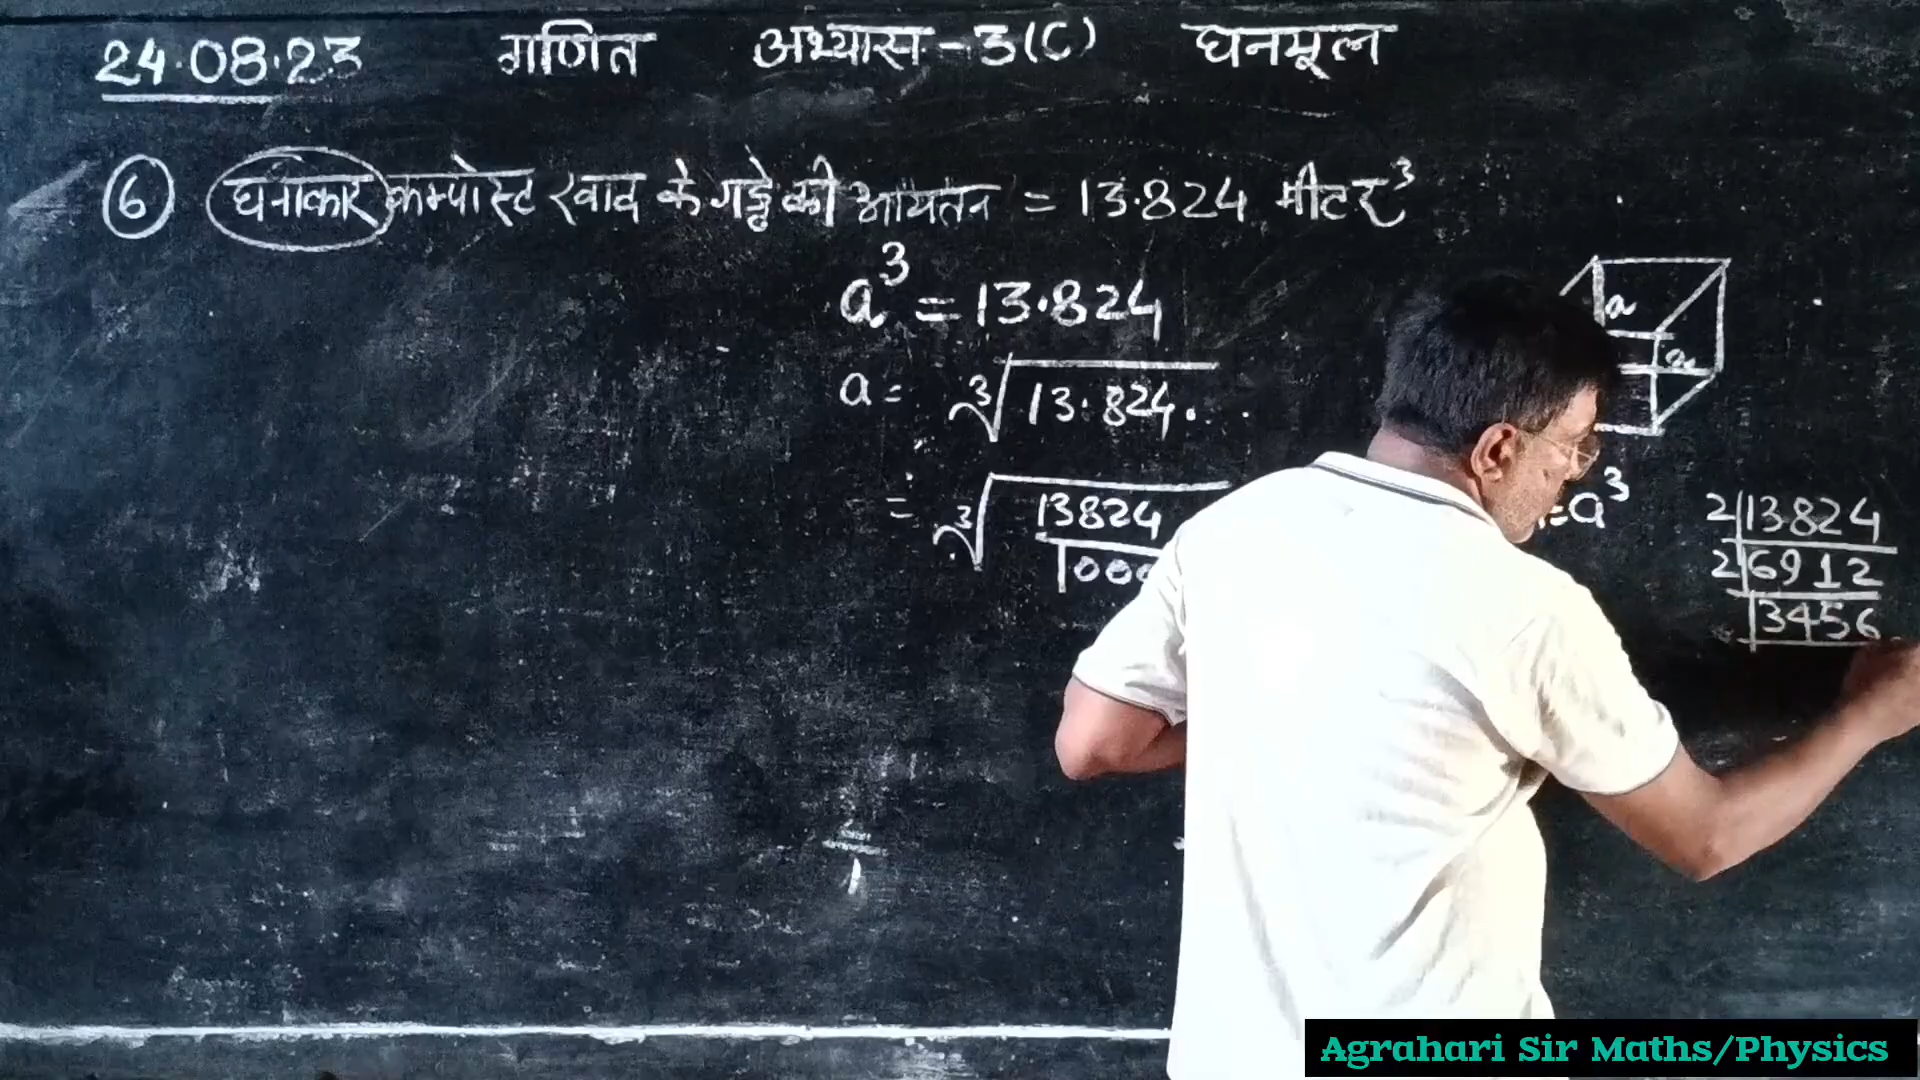 24.08.23 गणित अभ्यास-3(C) घनमूल
6 घनाकार कम्पोस्ट खाद के गड्ढे की आयतन = 13.824 मीटर³
a³ = 13.824
a = ∛13.824
= ∛13824/1000
a
a
= a³
2|13824
2|6912
|3456
Agrahari Sir Maths/Physics